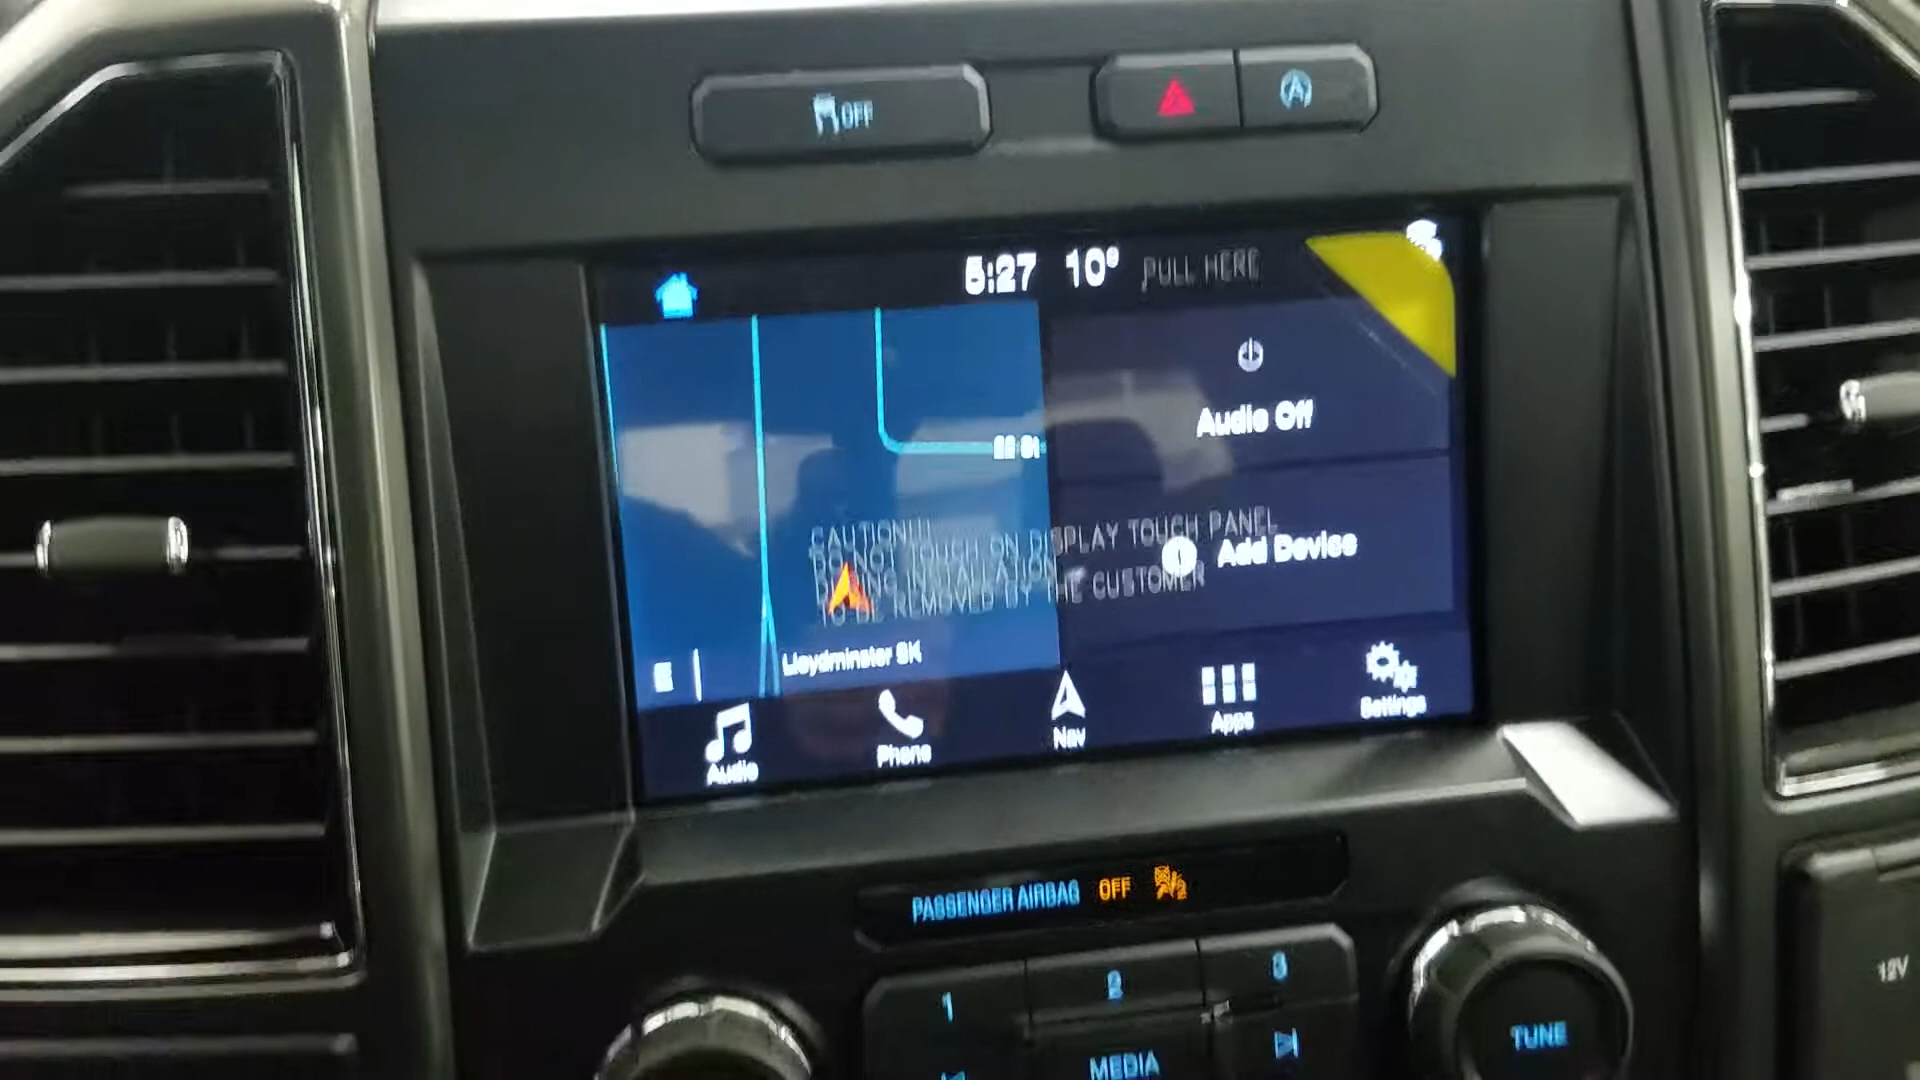 OFF
5:27 10° PULL HERE
Audio Off
CAUTION!!!
DO NOT TOUCH ON DISPLAY TOUCH PANEL
DURING INSTALLATION
TO BE REMOVED BY THE CUSTOMER
Add Device
Lloydminster SK
E
Audio
Phone
Nav
Apps
Settings
PASSENGER AIRBAG OFF
1
2
3
MEDIA
TUNE
12V